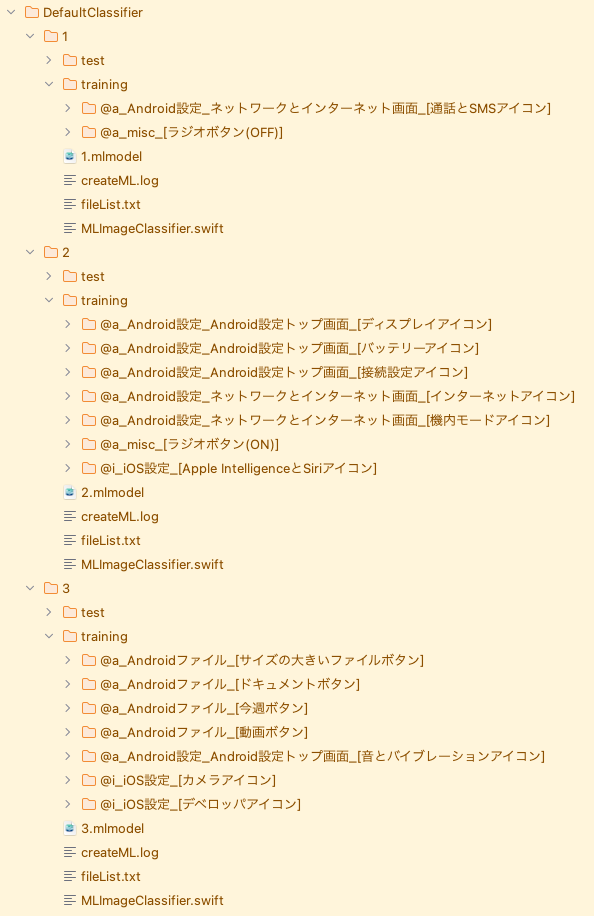 DefaultClassifier
1
test
training
@a_Android設定_ネットワークとインターネット画面_[通話とSMSアイコン]
@a_misc_[ラジオボタン(OFF)]
1.mlmodel
createML.log
fileList.txt
MLImageClassifier.swift
2
test
training
@a_Android設定_Android設定トップ画面_[ディスプレイアイコン]
@a_Android設定_Android設定トップ画面_[バッテリーアイコン]
@a_Android設定_Android設定トップ画面_[接続設定アイコン]
@a_Android設定_ネットワークとインターネット画面_[インターネットアイコン]
@a_Android設定_ネットワークとインターネット画面_[機内モードアイコン]
@a_misc_[ラジオボタン(ON)]
@i_iOS設定_[Apple IntelligenceとSiriアイコン]
2.mlmodel
createML.log
fileList.txt
MLImageClassifier.swift
3
test
training
@a_Androidファイル_[サイズの大きいファイルボタン]
@a_Androidファイル_[ドキュメントボタン]
@a_Androidファイル_[今週ボタン]
@a_Androidファイル_[動画ボタン]
@a_Android設定_Android設定トップ画面_[音とバイブレーションアイコン]
@i_iOS設定_[カメラアイコン]
@i_iOS設定_[デベロッパアイコン]
3.mlmodel
createML.log
fileList.txt
MLImageClassifier.swift